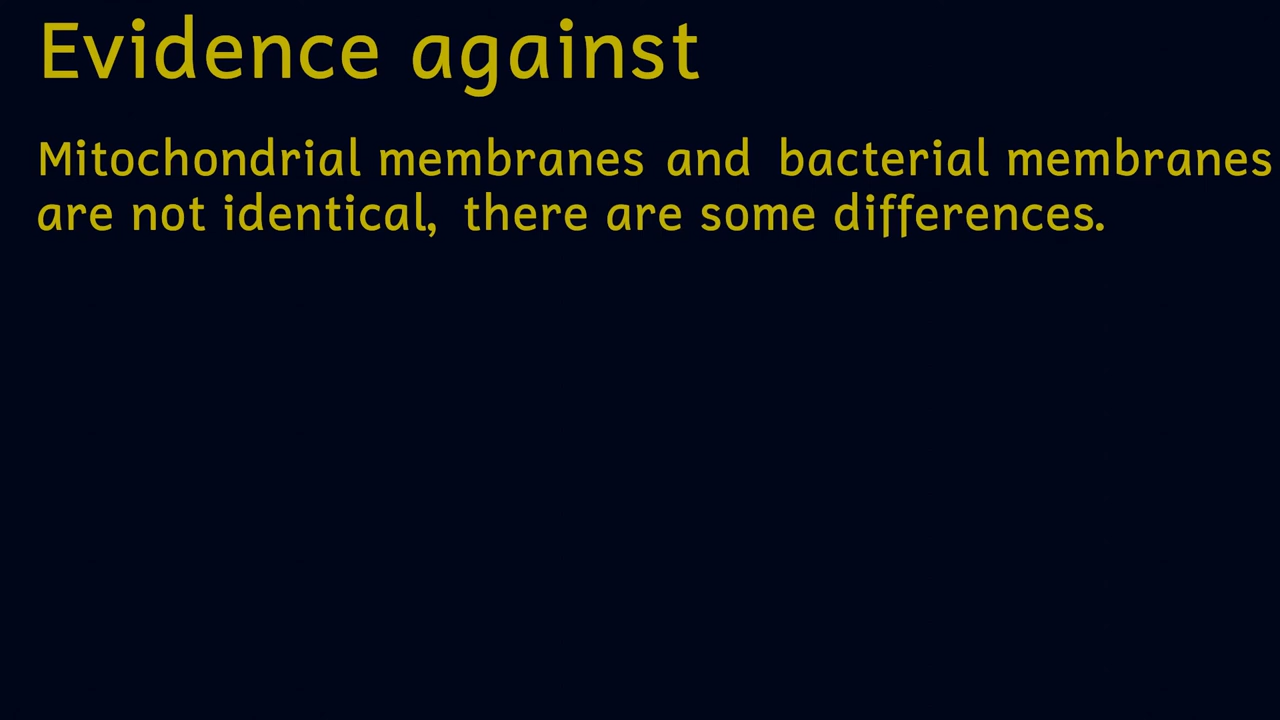 Evidence against
Mitochondrial membranes and bacterial membranes
are not identical, there are some differences.